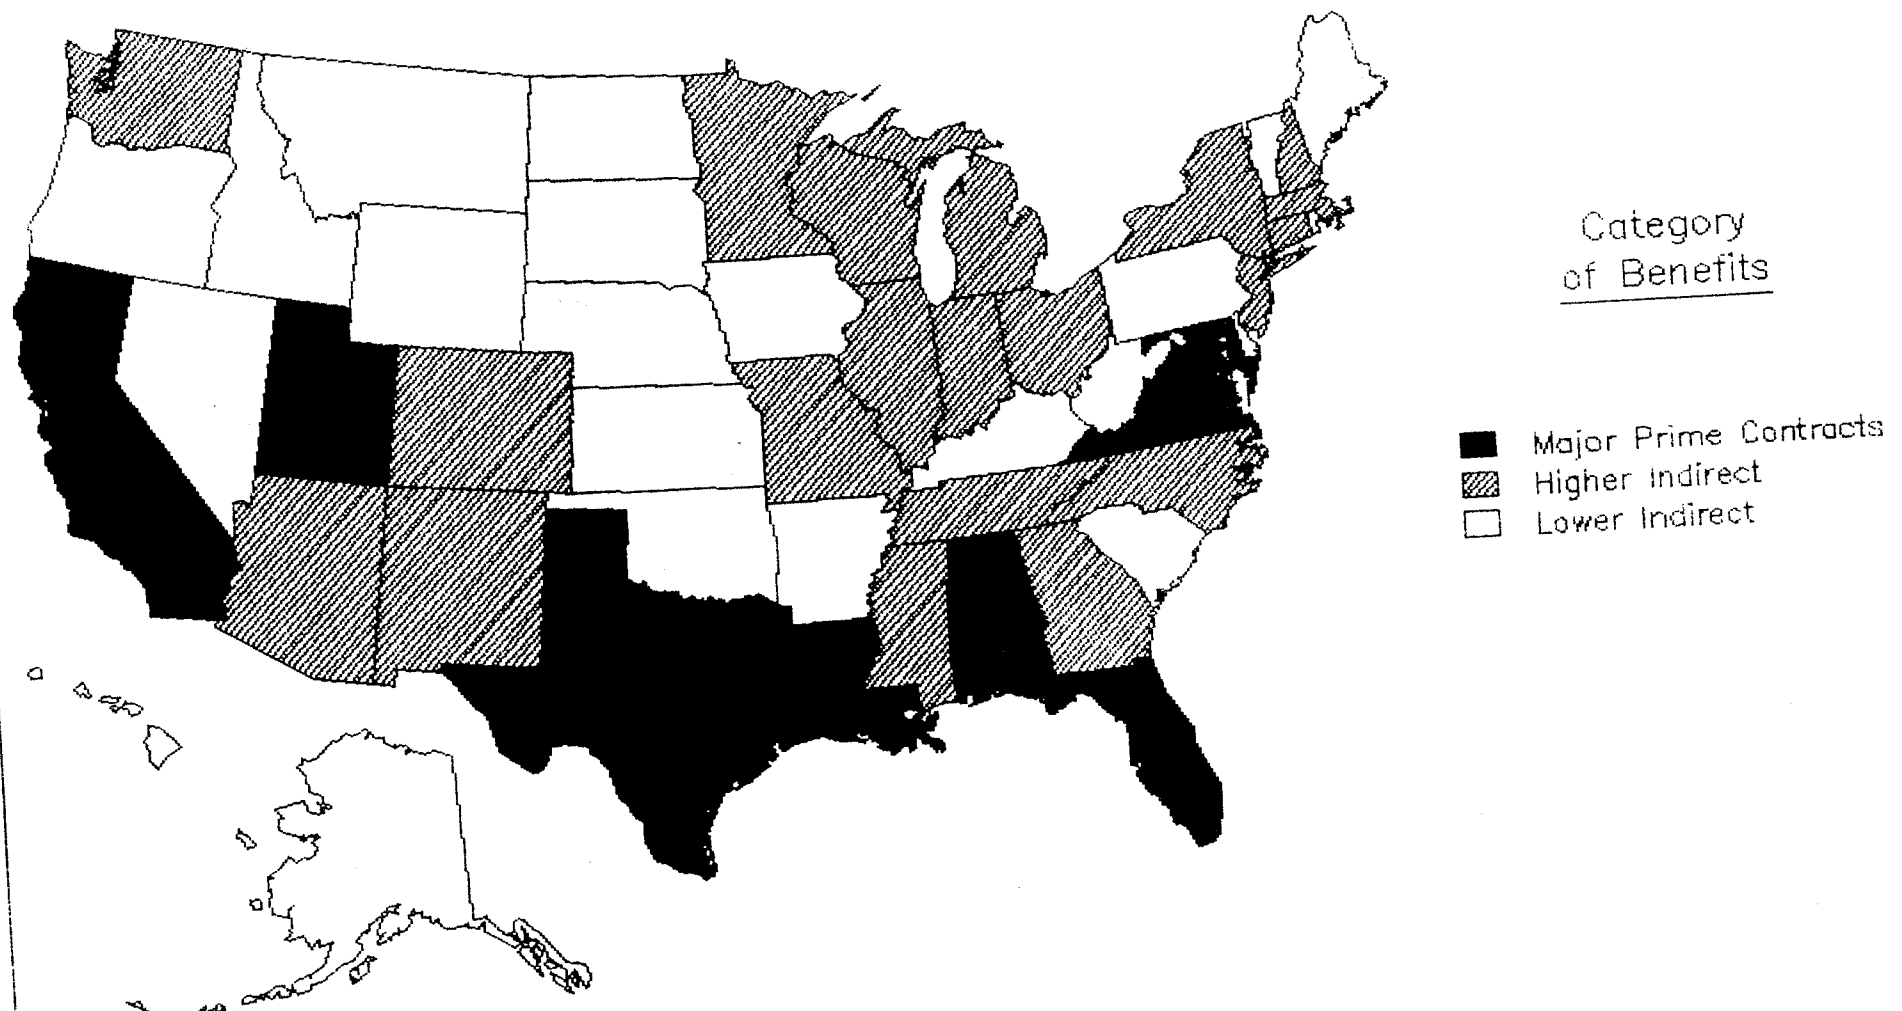 Category
of Benefits
Major Prime Contracts
Higher Indirect
Lower Indirect